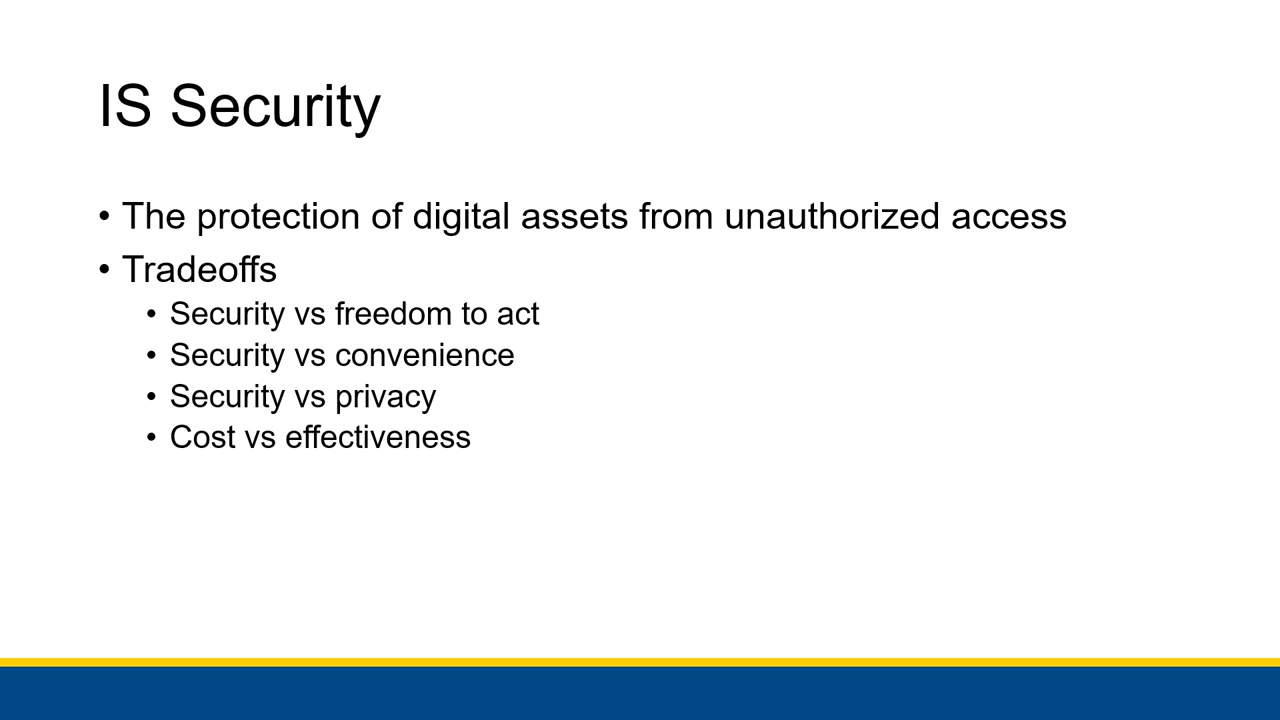 IS Security
• The protection of digital assets from unauthorized access
• Tradeoffs
• Security vs freedom to act
• Security vs convenience
• Security vs privacy
• Cost vs effectiveness